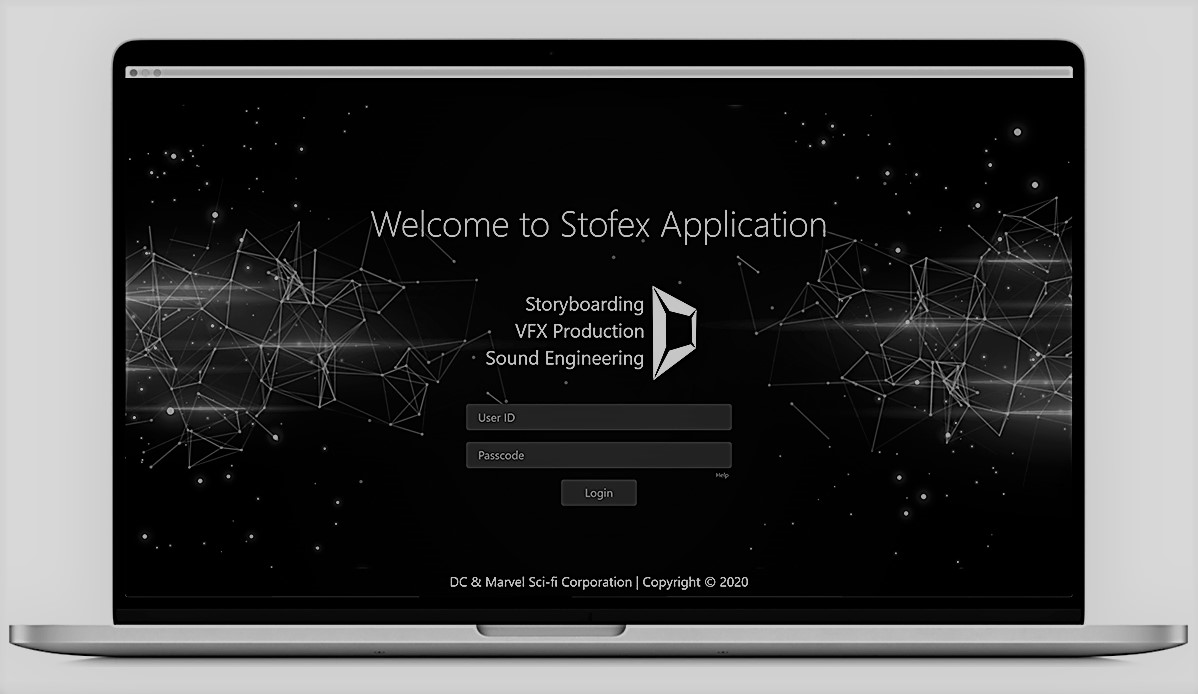 Welcome to Stofex Application
Storyboarding
VFX Production
Sound Engineering
User ID
Passcode
Help
Login
DC & Marvel Sci-fi Corporation | Copyright © 2020